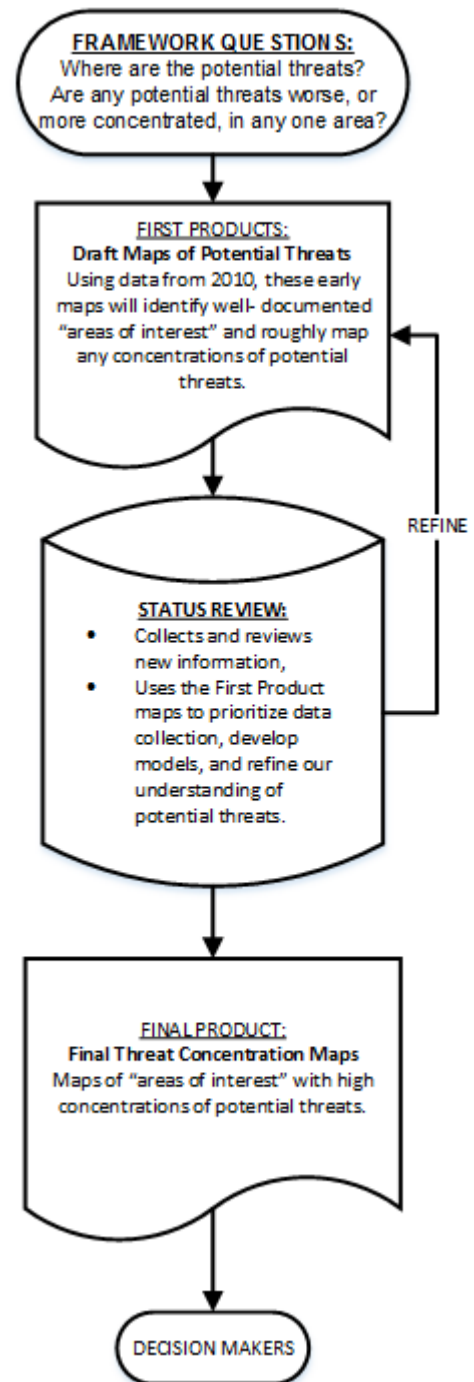 FRAMEWORK QUESTIONS:
Where are the potential threats?
Are any potential threats worse, or
more concentrated, in any one area?
FIRST PRODUCTS:
Draft Maps of Potential Threats
Using data from 2010, these early
maps will identify well- documented
“areas of interest” and roughly map
any concentrations of potential
threats.
REFINE
STATUS REVIEW:
• Collects and reviews
new information,
• Uses the First Product
maps to prioritize data
collection, develop
models, and refine our
understanding of
potential threats.
FINAL PRODUCT:
Final Threat Concentration Maps
Maps of “areas of interest” with high
concentrations of potential threats.
DECISION MAKERS